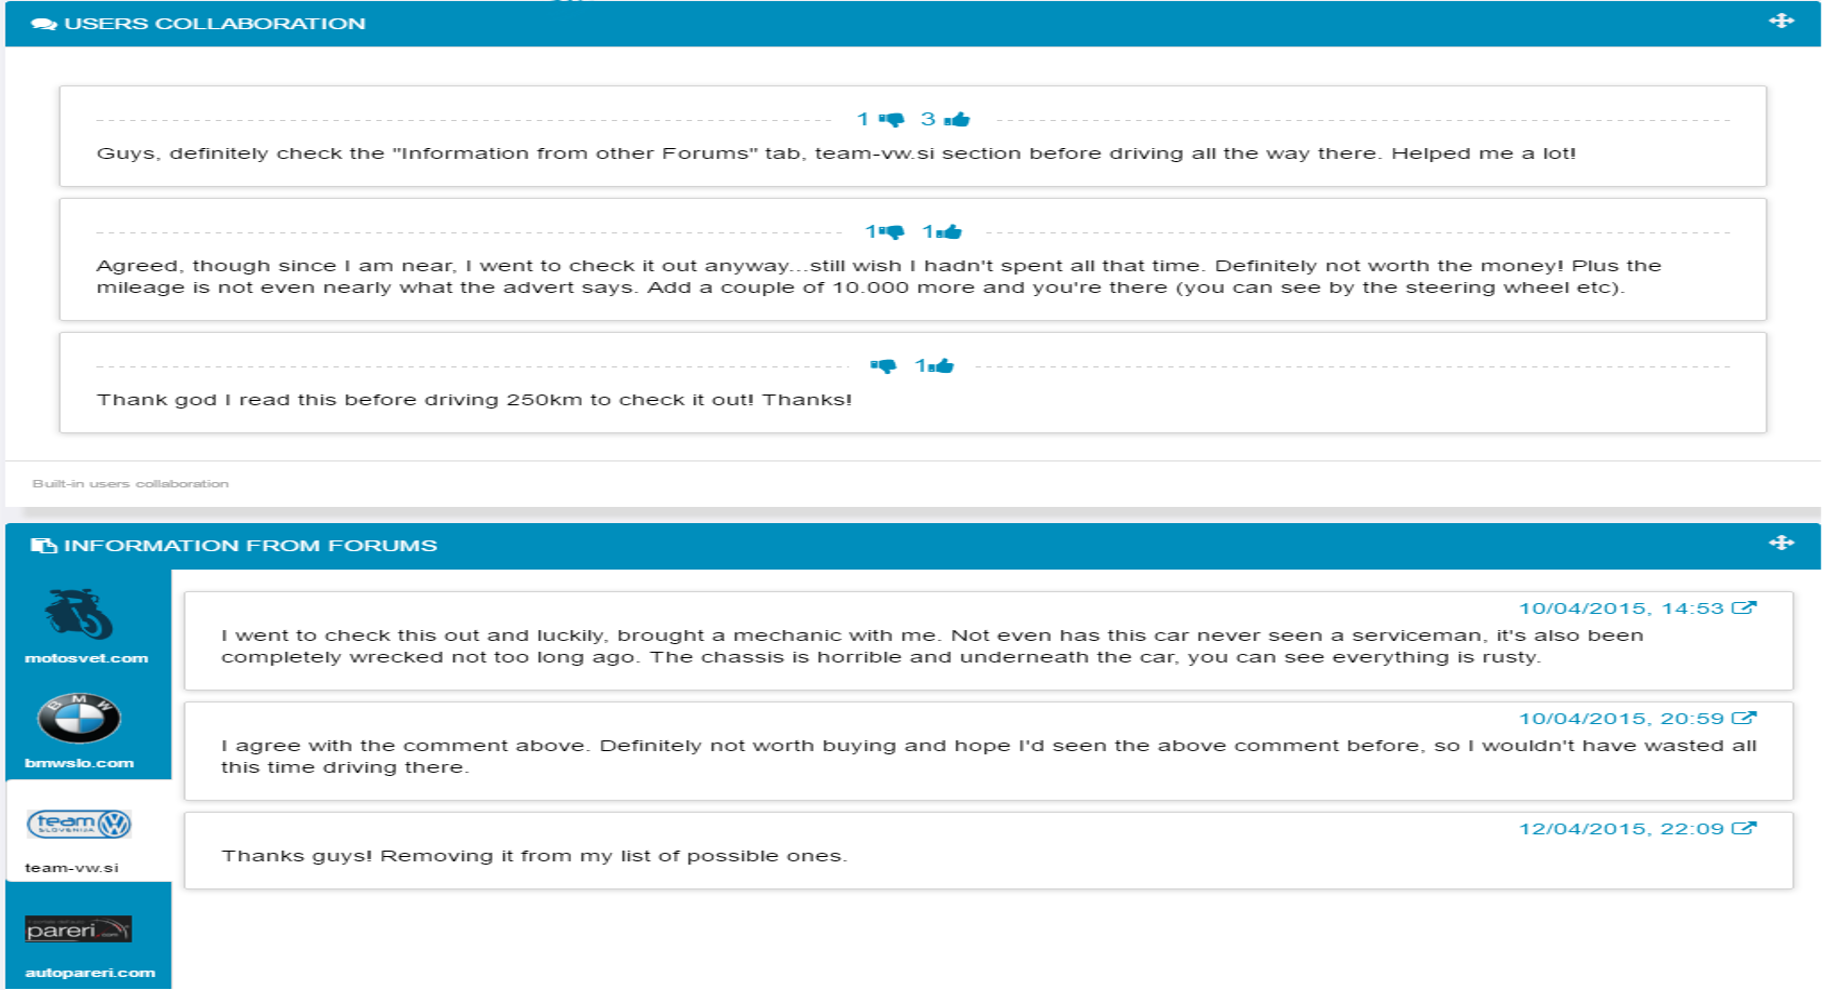 USERS COLLABORATION
1 3
Guys, definitely check the "Information from other Forums" tab, team-vw.si section before driving all the way there. Helped me a lot!
1 1
Agreed, though since I am near, I went to check it out anyway...still wish I hadn't spent all that time. Definitely not worth the money! Plus the
mileage is not even nearly what the advert says. Add a couple of 10.000 more and you're there (you can see by the steering wheel etc).
1
Thank god I read this before driving 250km to check it out! Thanks!
Built-in users collaboration
INFORMATION FROM FORUMS
motosvet.com
BMW
bmwslo.com
team
SLOVENIJA
team-vw.si
pareri.com
autopareri.com
10/04/2015, 14:53
I went to check this out and luckily, brought a mechanic with me. Not even has this car never seen a serviceman, it's also been
completely wrecked not too long ago. The chassis is horrible and underneath the car, you can see everything is rusty.
10/04/2015, 20:59
I agree with the comment above. Definitely not worth buying and hope I'd seen the above comment before, so I wouldn't have wasted all
this time driving there.
12/04/2015, 22:09
Thanks guys! Removing it from my list of possible ones.